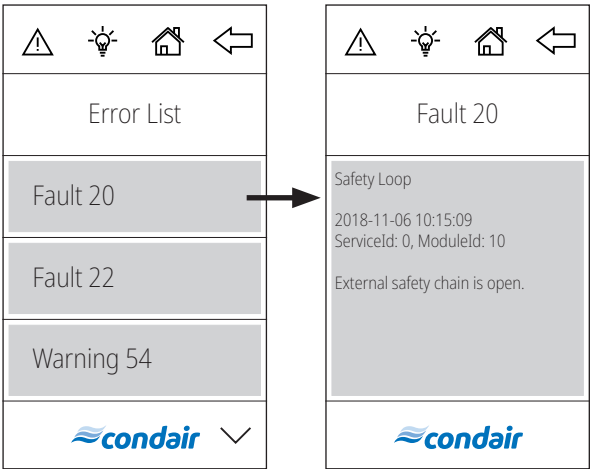 Error List
Fault 20
Fault 22
Warning 54
condair
Fault 20
Safety Loop
2018-11-06 10:15:09
ServiceId: 0, ModuleId: 10
External safety chain is open.
condair